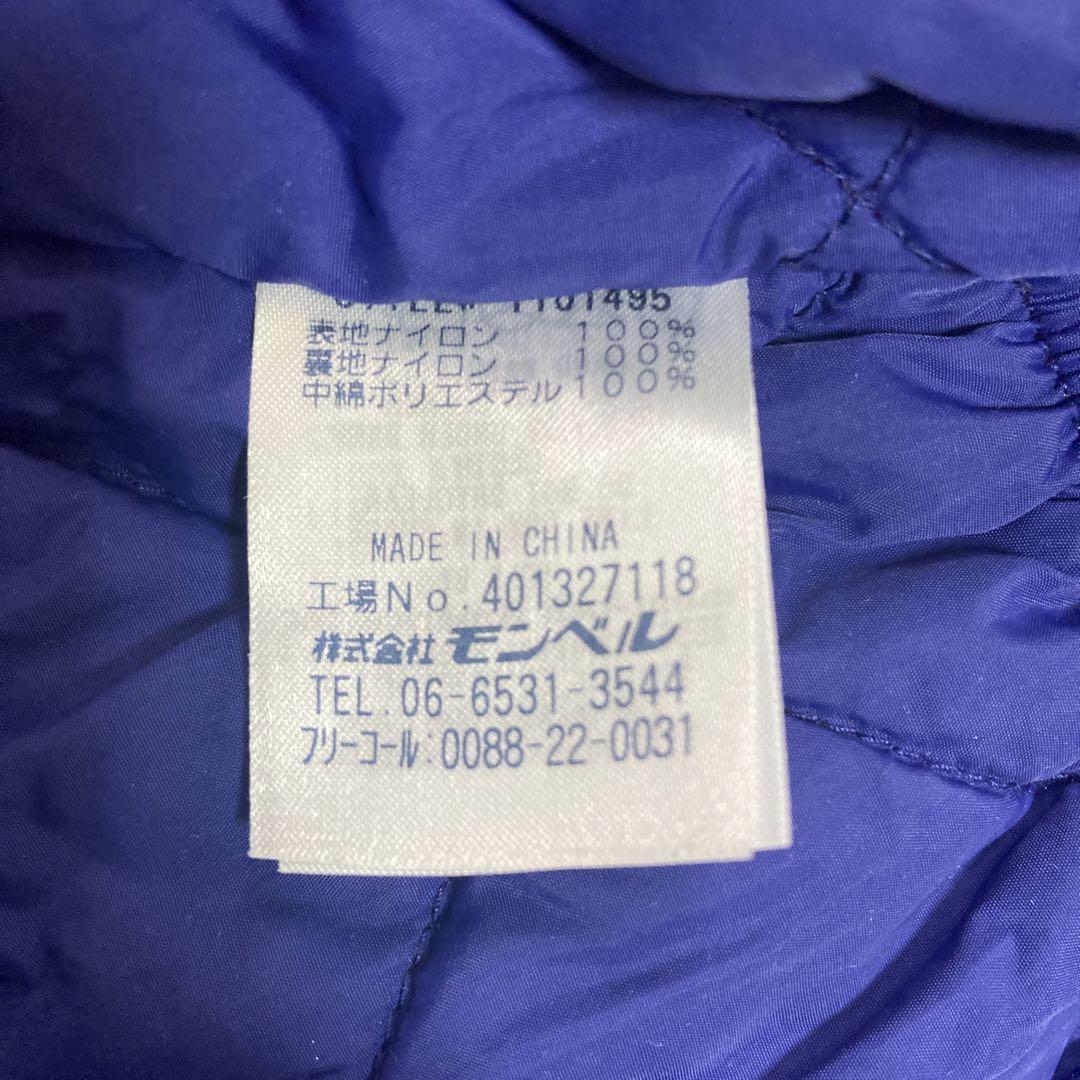 1101495
表地ナイロン 100%
裏地ナイロン 100%
中綿ポリエステル100%
MADE IN CHINA
工場No.401327118
株式会社モンベル
TEL.06-6531-3544
フリーコール:0088-22-0031